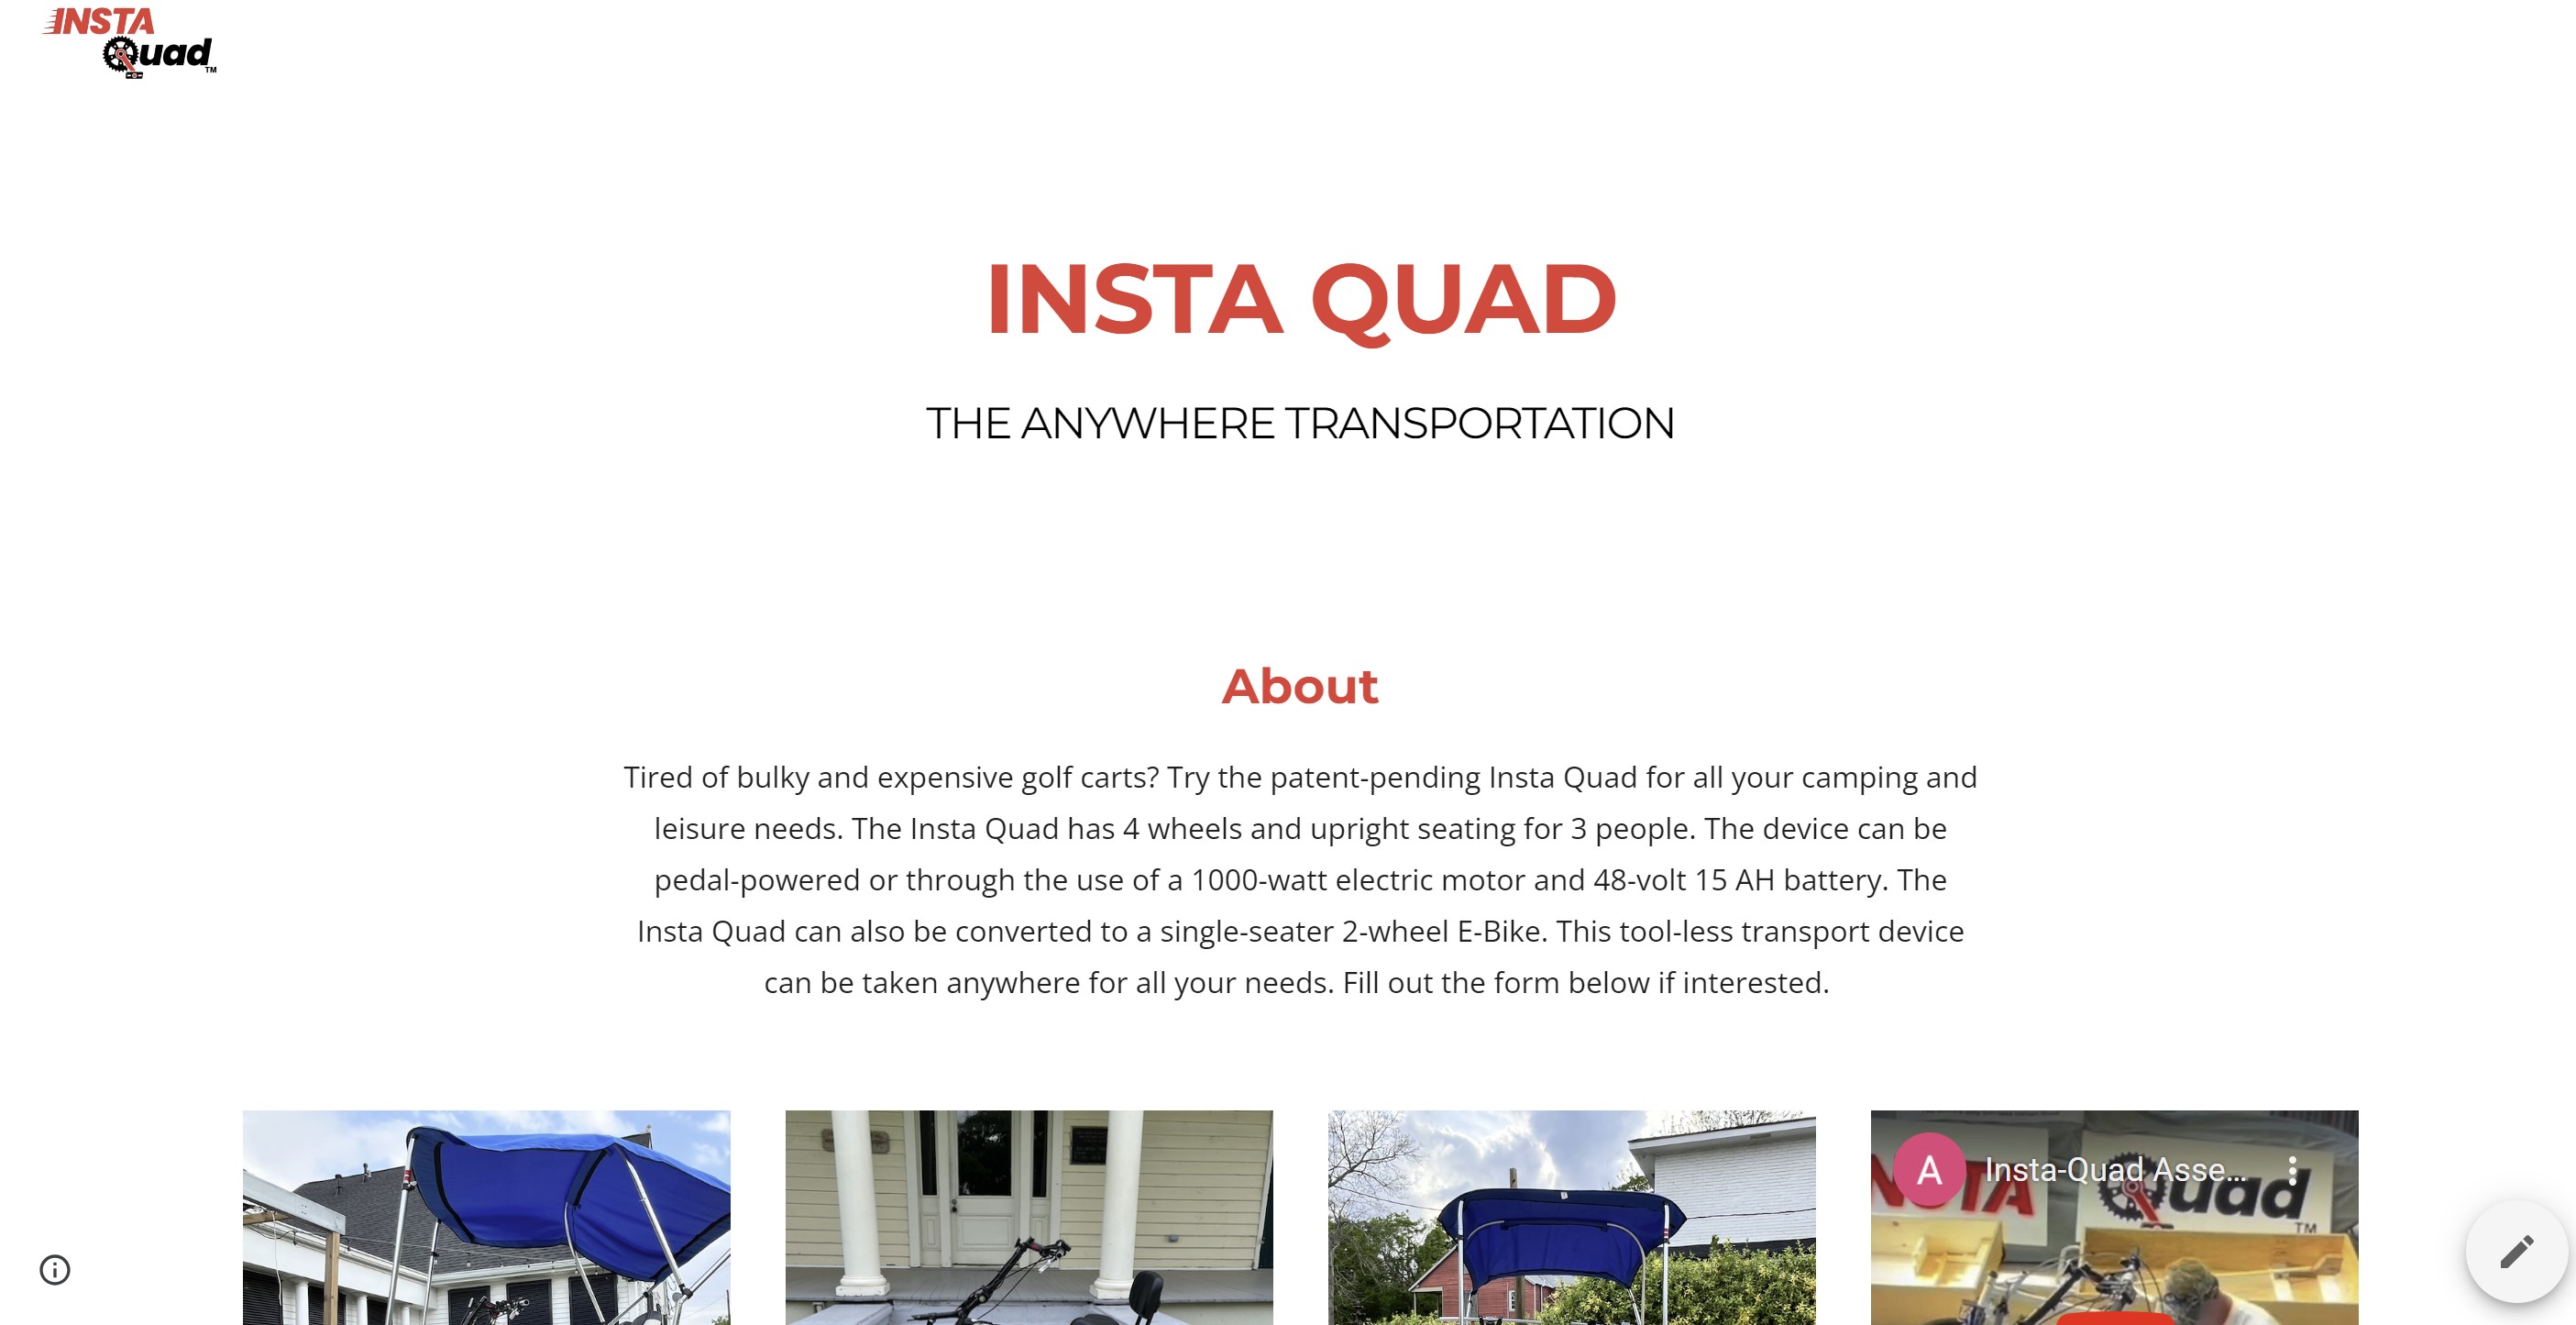 INSTA
Quad TM
INSTA QUAD
THE ANYWHERE TRANSPORTATION
About
Tired of bulky and expensive golf carts? Try the patent-pending Insta Quad for all your camping and
leisure needs. The Insta Quad has 4 wheels and upright seating for 3 people. The device can be
pedal-powered or through the use of a 1000-watt electric motor and 48-volt 15 AH battery. The
Insta Quad can also be converted to a single-seater 2-wheel E-Bike. This tool-less transport device
can be taken anywhere for all your needs. Fill out the form below if interested.
A Insta-Quad Asse...
Quad TM